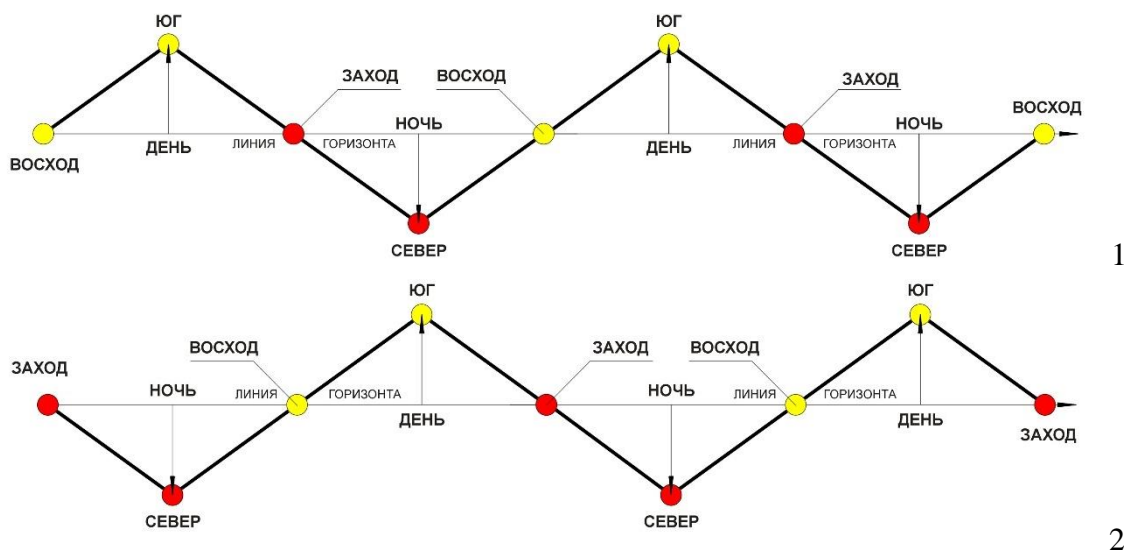 ЮГ ЮГ
ЗАХОД ВОСХОД ЗАХОД
ВОСХОД
НОЧЬ НОЧЬ
ВОСХОД ДЕНЬ ЛИНИЯ ГОРИЗОНТА ДЕНЬ ЛИНИЯ ГОРИЗОНТА
СЕВЕР СЕВЕР
1
ЮГ ЮГ
ВОСХОД ЗАХОД ВОСХОД
ЗАХОД
НОЧЬ ЛИНИЯ ГОРИЗОНТА НОЧЬ ЛИНИЯ ГОРИЗОНТА
ДЕНЬ ДЕНЬ ЗАХОД
СЕВЕР СЕВЕР
2